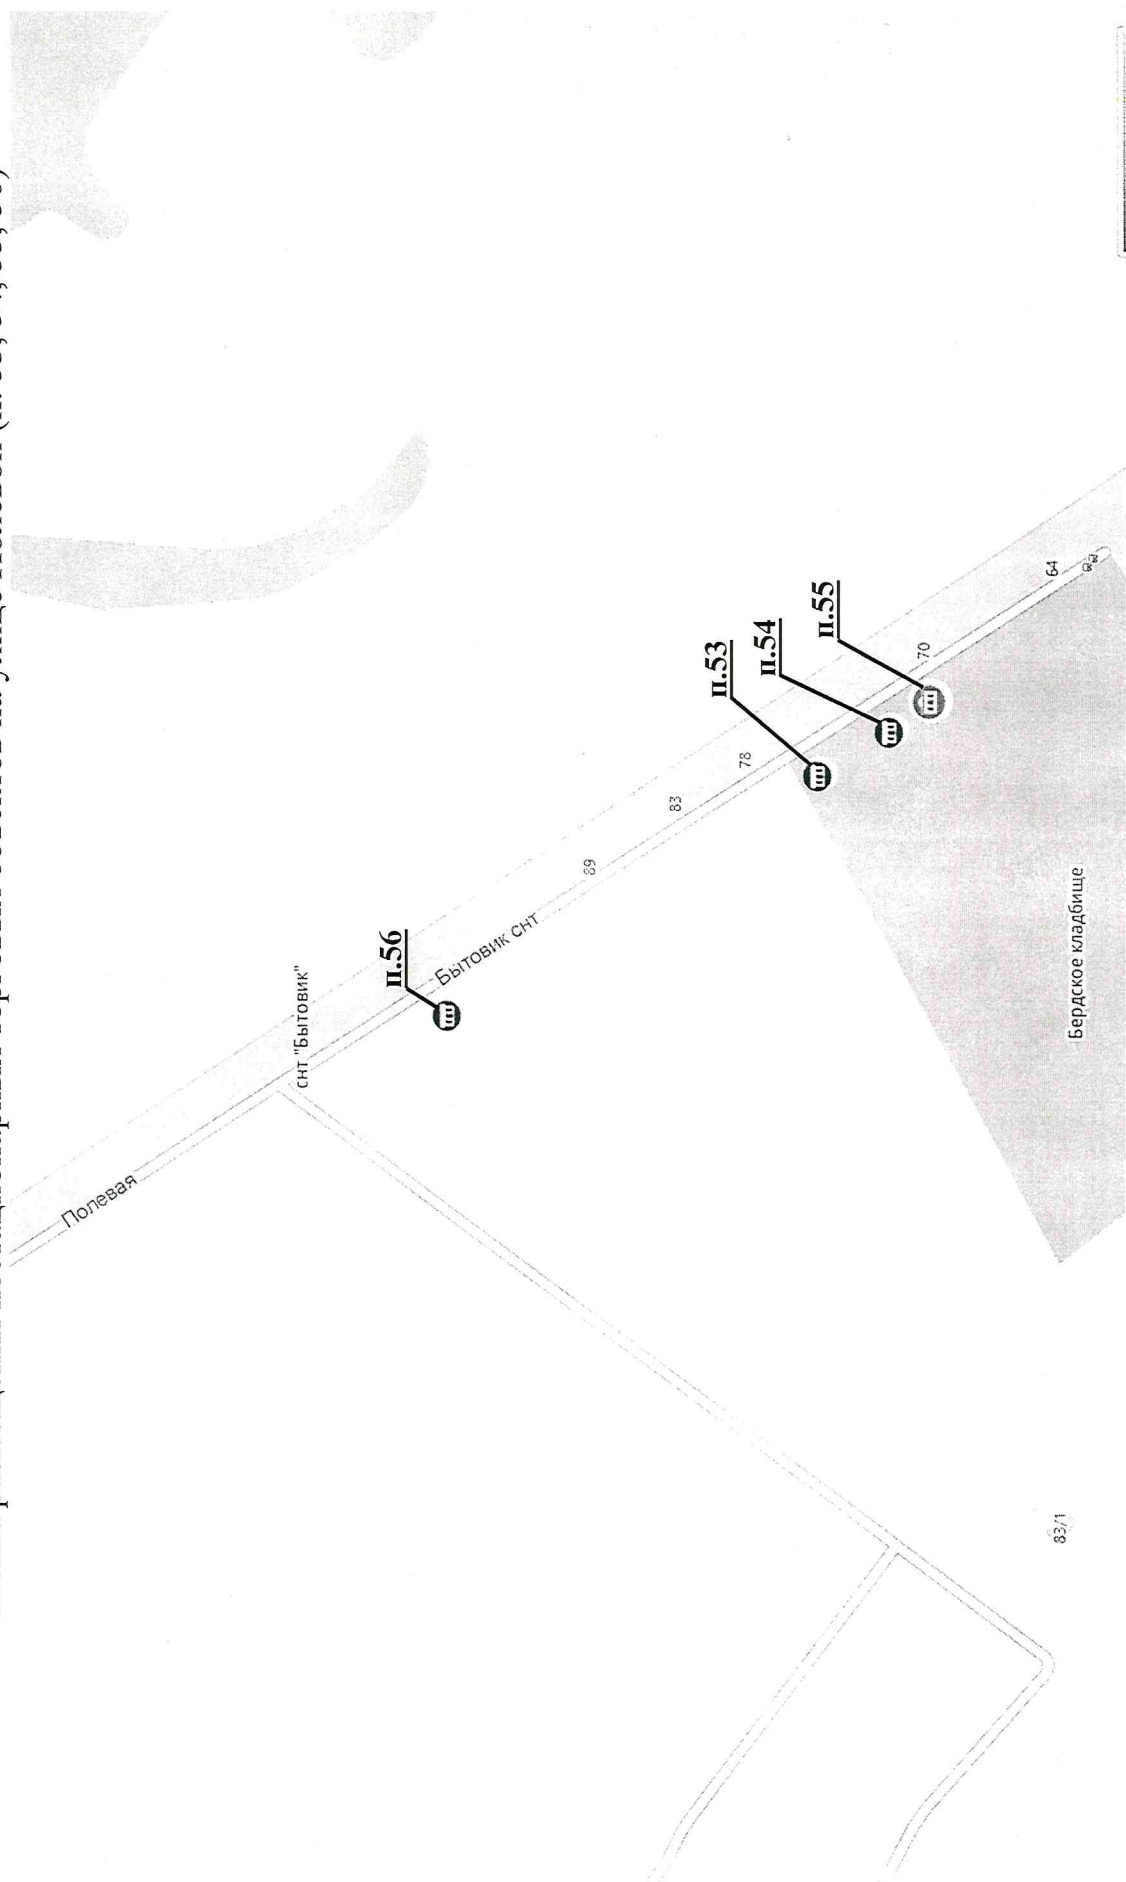 п.53
п.54
п.55
п.56
Полевая
снт "Бытовик"
Бытовик снт
89
83
78
70
64
Бердское кладбище
83/1